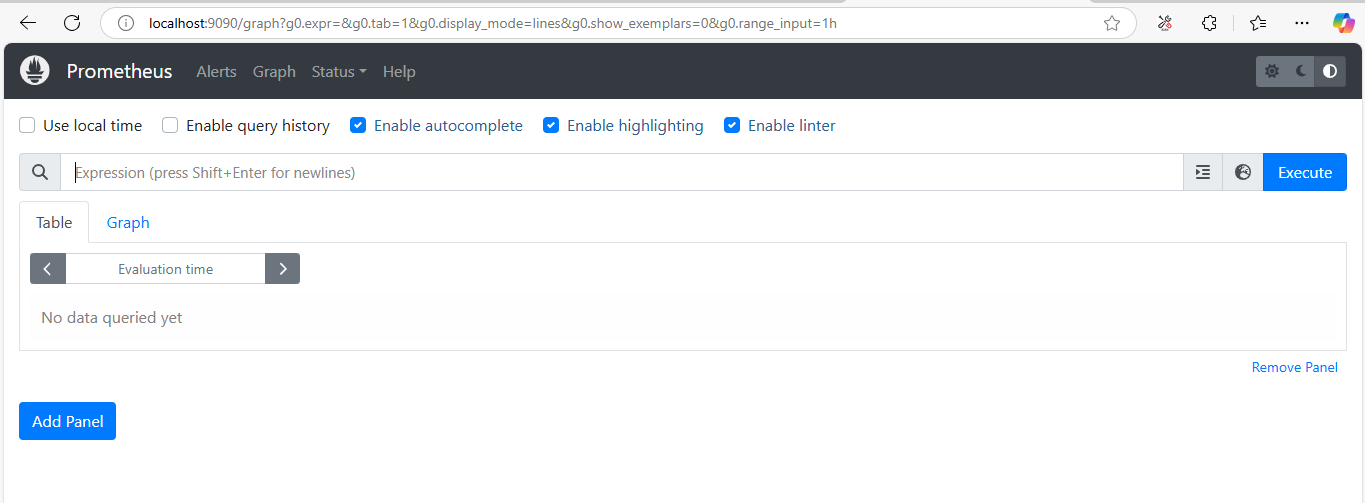 localhost:9090/graph?g0.expr=&g0.tab=1&g0.display_mode=lines&g0.show_exemplars=0&g0.range_input=1h
Prometheus Alerts Graph Status Help
Use local time Enable query history Enable autocomplete Enable highlighting Enable linter
Expression (press Shift+Enter for newlines) Execute
Table Graph
Evaluation time
No data queried yet
Remove Panel
Add Panel